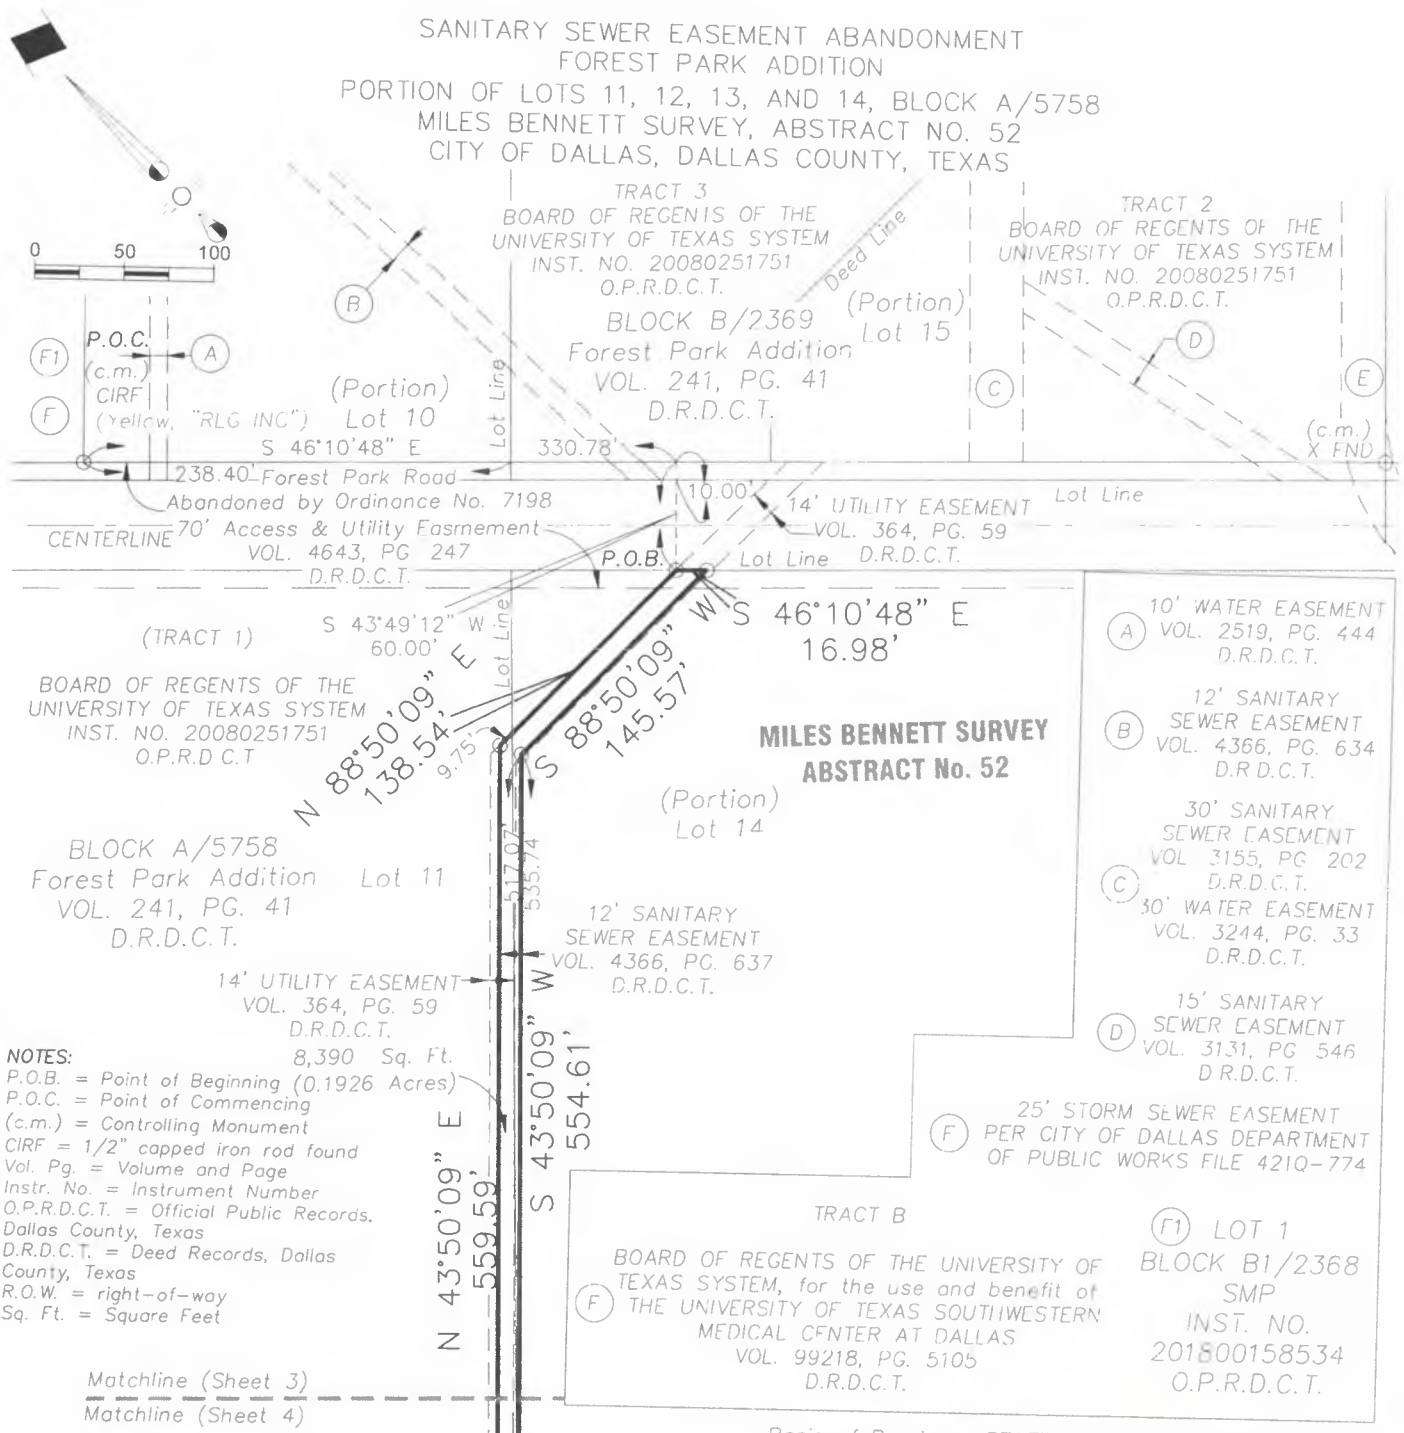 SANITARY SEWER EASEMENT ABANDONMENT
FOREST PARK ADDITION
PORTION OF LOTS 11, 12, 13, AND 14, BLOCK A/5758
MILES BENNETT SURVEY, ABSTRACT NO. 52
CITY OF DALLAS, DALLAS COUNTY, TEXAS
0 50 100
TRACT 3
BOARD OF REGENTS OF THE
UNIVERSITY OF TEXAS SYSTEM
INST. NO. 20080251751
O.P.R.D.C.T.
Deed Line
TRACT 2
BOARD OF REGENTS OF THE
UNIVERSITY OF TEXAS SYSTEM
INST. NO. 20080251751
O.P.R.D.C.T.
B
BLOCK B/2369
Forest Park Addition
VOL. 241, PG. 41
D.R.D.C.T.
(Portion)
Lot 15
D
C
E
F1
P.O.C.
A
(c.m.)
CIRF
F
(Yellow, "RLG INC")
(Portion)
Lot 10
Lot Line
(c.m.)
X FND
S 46°10'48" E
330.78'
238.40'
Forest Park Road
Abandoned by Ordinance No. 7198
10.00'
14' UTILITY EASEMENT
VOL. 364, PG. 59
D.R.D.C.T.
Lot Line
CENTERLINE
70' Access & Utility Easrnement
VOL. 4643, PG 247
D.R.D.C.T.
P.O.B.
Lot Line
S 43°49'12" W
60.00'
Lot Line
S 46°10'48" E
16.98'
(TRACT 1)
BOARD OF REGENTS OF THE
UNIVERSITY OF TEXAS SYSTEM
INST. NO. 20080251751
O.P.R.D C.T
N 88°50'09" E
138.54'
9.75'
S 88°50'09" W
145.57'
MILES BENNETT SURVEY
ABSTRACT No. 52
(Portion)
Lot 14
BLOCK A/5758
Forest Park Addition
VOL. 241, PG. 41
D.R.D.C.T.
Lot 11
517.07'
535.74'
12' SANITARY
SEWER EASEMENT
VOL. 4366, PG. 637
D.R.D.C.T.
14' UTILITY EASEMENT
VOL. 364, PG. 59
D.R.D.C.T.
8,390 Sq. Ft.
(0.1926 Acres)
N 43°50'09" E
559.59'
S 43°50'09" W
554.61'
NOTES:
P.O.B. = Point of Beginning
P.O.C. = Point of Commencing
(c.m.) = Controlling Monument
CIRF = 1/2" capped iron rod found
Vol. Pg. = Volume and Page
Instr. No. = Instrument Number
O.P.R.D.C.T. = Official Public Records,
Dallas County, Texas
D.R.D.C.T. = Deed Records, Dallas
County, Texas
R.O.W. = right-of-way
Sq. Ft. = Square Feet
Matchline (Sheet 3)
Matchline (Sheet 4)
A
10' WATER EASEMENT
VOL. 2519, PG. 444
D.R.D.C.T.
B
12' SANITARY
SEWER EASEMENT
VOL. 4366, PG. 634
D.R D.C.T.
C
30' SANITARY
SEWER EASEMENT
VOL 3155, PG 202
D.R.D.C.T.
30' WATER EASEMENT
VOL. 3244, PG. 33
D.R.D.C.T.
D
15' SANITARY
SEWER EASEMENT
VOL. 3131, PG 546
D R.D.C.T.
F
25' STORM SEWER EASEMENT
PER CITY OF DALLAS DEPARTMENT
OF PUBLIC WORKS FILE 421Q-774
TRACT B
F
BOARD OF REGENTS OF THE UNIVERSITY OF
TEXAS SYSTEM, for the use and benefit of
THE UNIVERSITY OF TEXAS SOUTHWESTERN
MEDICAL CENTER AT DALLAS
VOL. 99218, PG. 5105
D.R.D.C.T.
F1
LOT 1
BLOCK B1/2368
SMP
INST. NO.
201800158534
O.P.R.D.C.T.